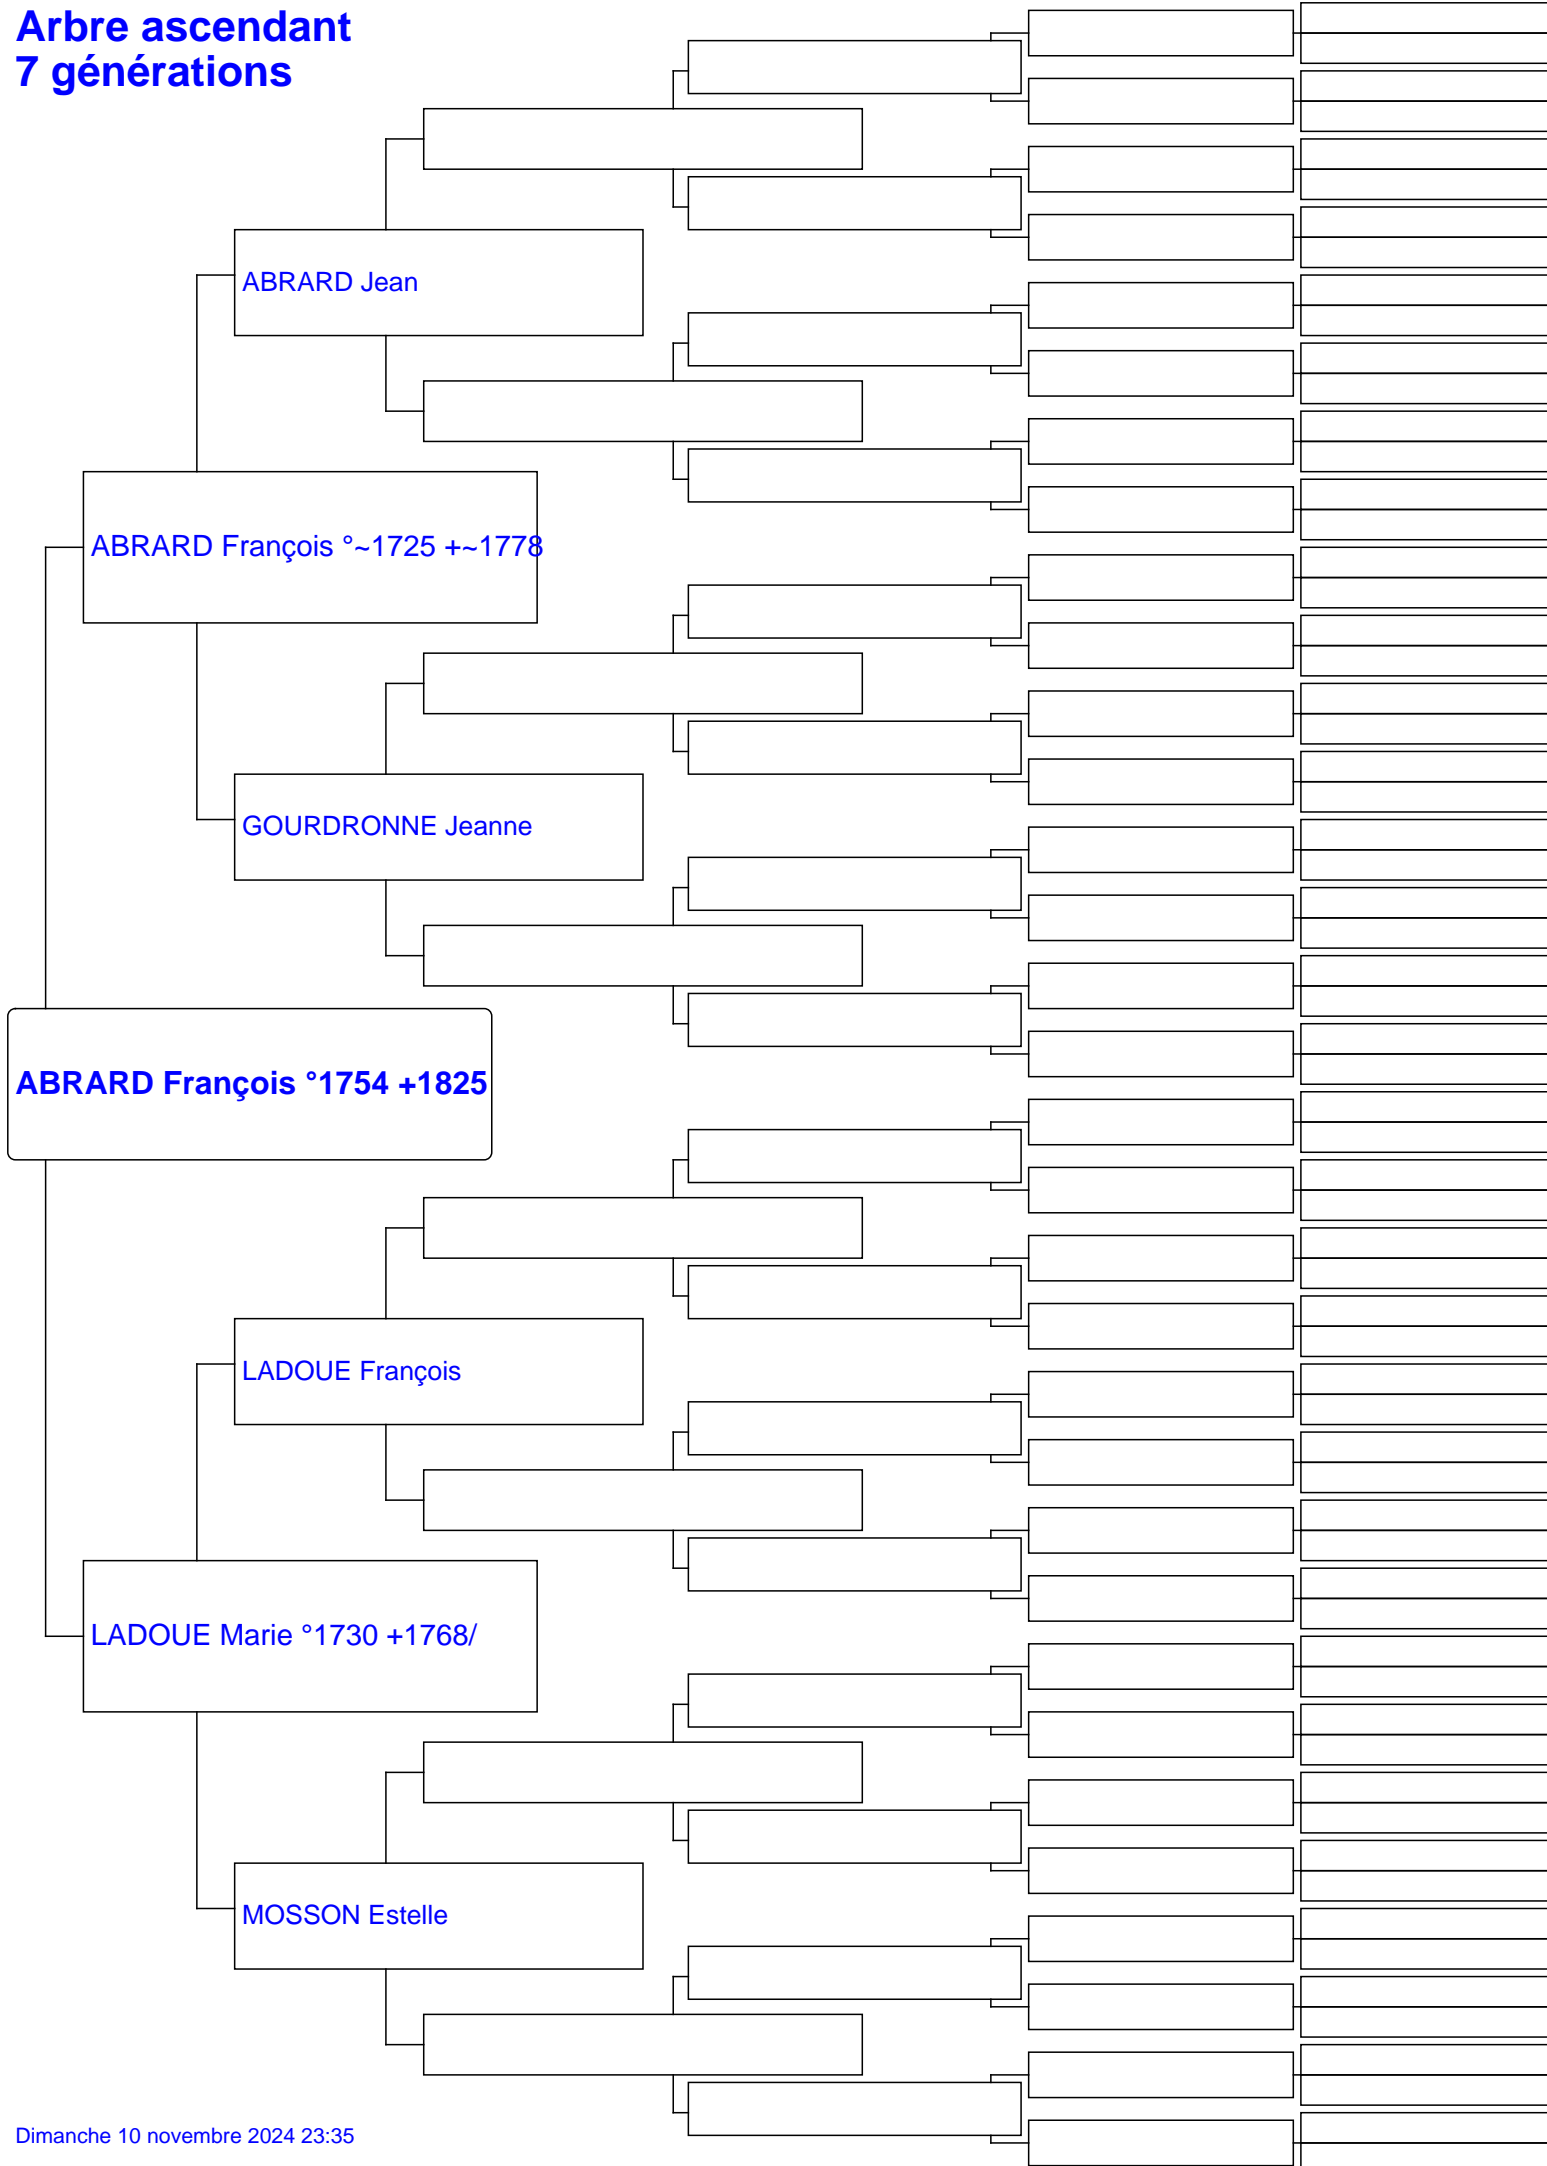 Arbre ascendant
7 générations
ABRARD Jean
ABRARD François °~1725 +~1778
GOURDRONNE Jeanne
ABRARD François °1754 +1825
LADOUE François
LADOUE Marie °1730 +1768/
MOSSON Estelle
Dimanche 10 novembre 2024 23:35